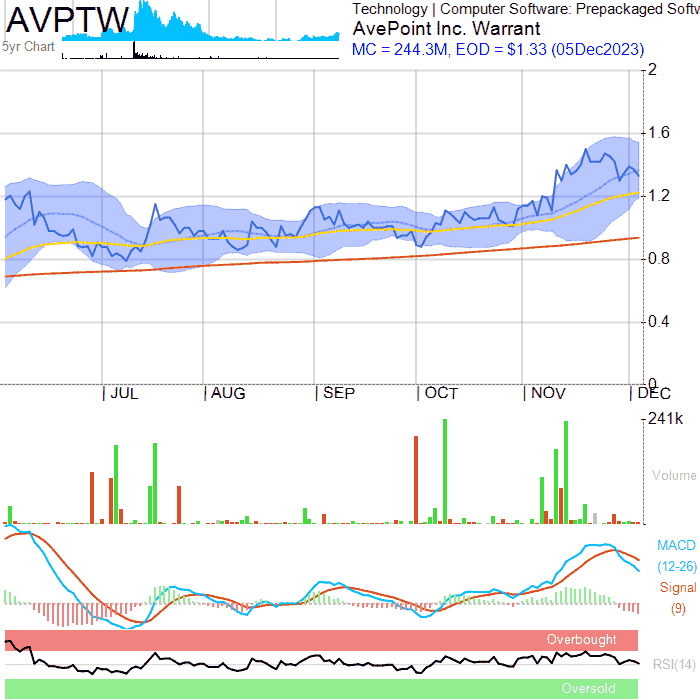 AVPTW
5yr Chart
Technology | Computer Software: Prepackaged Softw
AvePoint Inc. Warrant
MC = 244.3M, EOD = $1.33 (05Dec2023)
2
1.6
1.2
0.8
0.4
0
JUL AUG SEP OCT NOV DEC
241k
Volume
MACD
(12-26)
Signal
(9)
Overbought
RSI(14)
Oversold